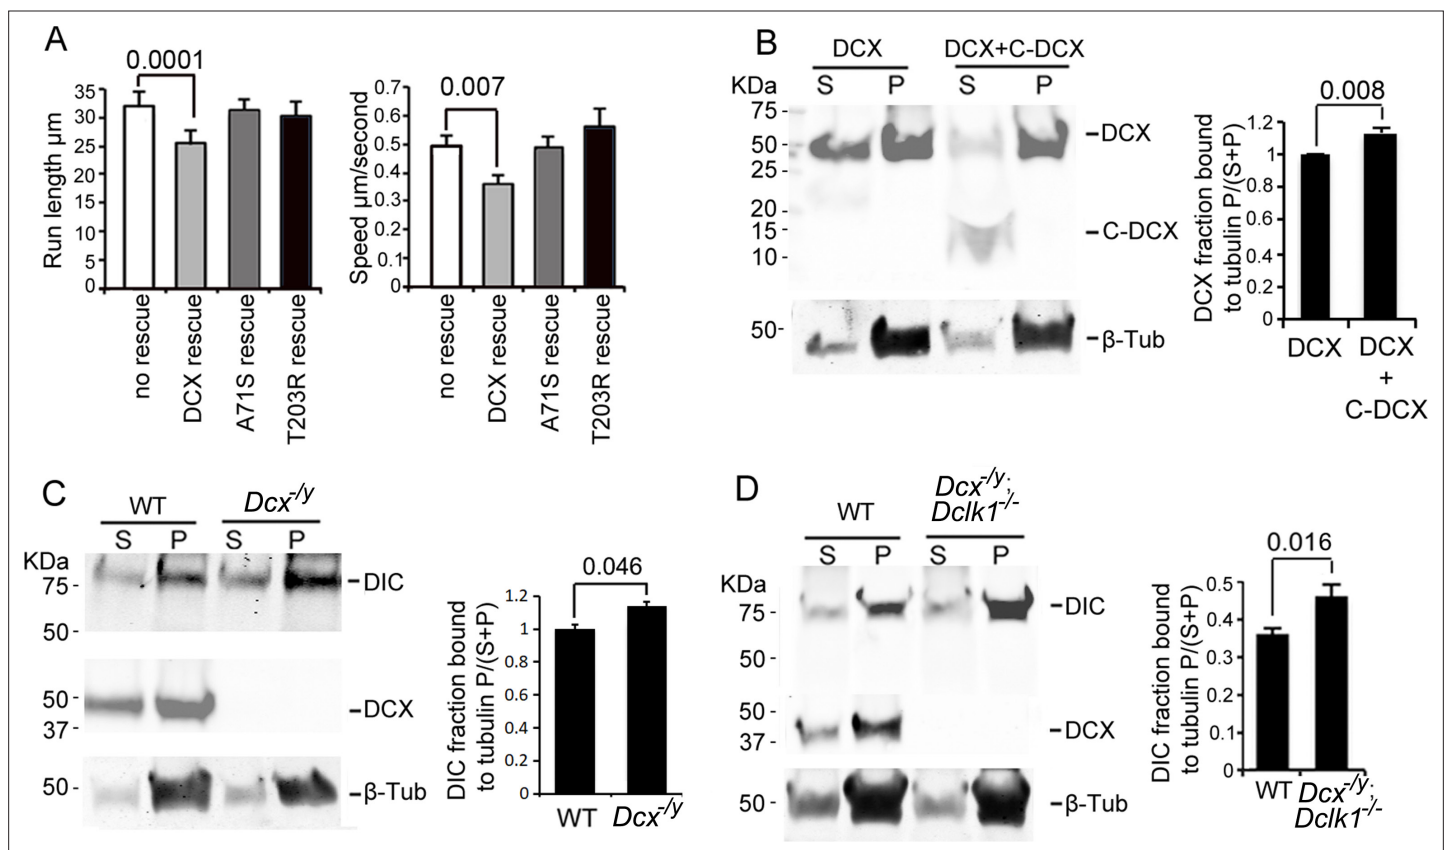 A
0.0001
Run length µm
35
30
25
20
15
10
5
0
no rescue
DCX rescue
A71S rescue
T203R rescue
0.007
Speed µm/second
0.7
0.6
0.5
0.4
0.3
0.2
0.1
0
no rescue
DCX rescue
A71S rescue
T203R rescue
B
DCX
DCX+C-DCX
KDa
S
P
S
P
75-
50-
25-
20-
15-
10-
50-
DCX
C-DCX
β-Tub
0.008
DCX fraction bound
to tubulin P/(S+P)
1.2
1
0.8
0.6
0.4
0.2
0
DCX
DCX
+
C-DCX
C
WT
Dcx-/y
S
P
S
P
KDa
75-
50-
50-
37-
50-
DIC
DCX
β-Tub
0.046
DIC fraction bound
to tubulin P/(S+P)
1.2
1
0.8
0.6
0.4
0.2
0
WT
Dcx-/y
D
WT
Dcx-/y;
Dclk1-/-
S
P
S
P
KDa
75-
50-
50-
37-
50-
DIC
DCX
β-Tub
0.016
DIC fraction bound
to tubulin P/(S+P)
0.5
0.4
0.3
0.2
0.1
0
WT
Dcx-/y;
Dclk1-/-